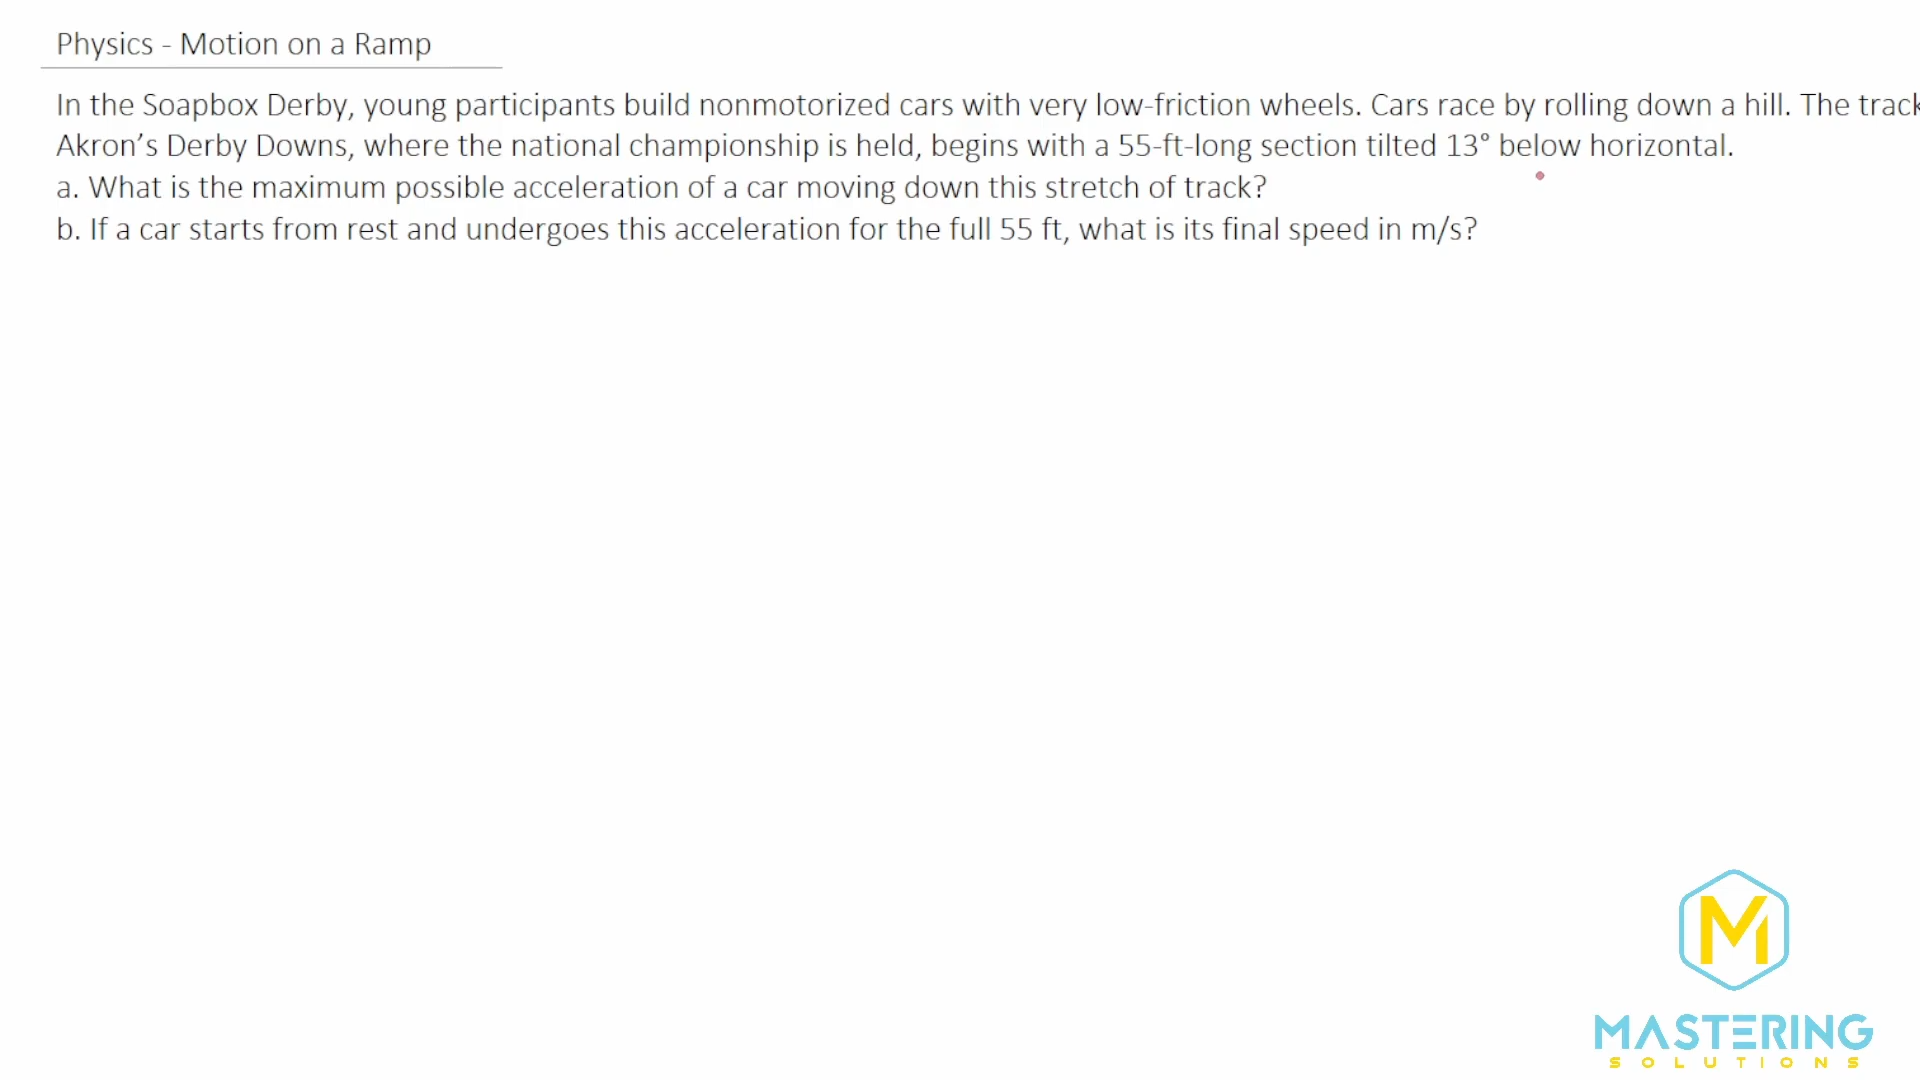 Physics - Motion on a Ramp
In the Soapbox Derby, young participants build nonmotorized cars with very low-friction wheels. Cars race by rolling down a hill. The track
Akron’s Derby Downs, where the national championship is held, begins with a 55-ft-long section tilted 13° below horizontal.
a. What is the maximum possible acceleration of a car moving down this stretch of track?
b. If a car starts from rest and undergoes this acceleration for the full 55 ft, what is its final speed in m/s?
M
MASTERING
SOLUTIONS